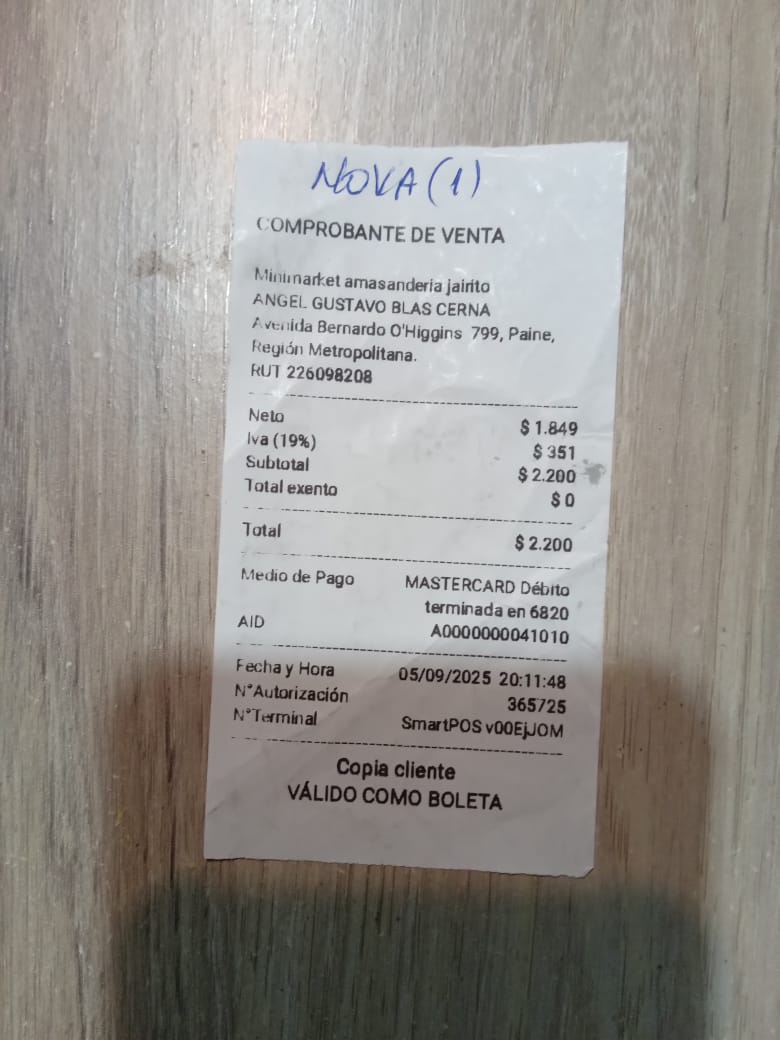 NOVA (1)
COMPROBANTE DE VENTA
Minimarket amasanderia jairito
ANGEL GUSTAVO BLAS CERNA
Avenida Bernardo O'Higgins 799, Paine,
Región Metropolitana.
RUT 226098208
Neto $ 1.849
Iva (19%) $ 351
Subtotal $ 2.200
Total exento $ 0
Total $ 2.200
Medio de Pago MASTERCARD Débito
terminada en 6820
AID A0000000041010
Fecha y Hora 05/09/2025 20:11:48
N°Autorización 365725
N°Terminal SmartPOS v00EjJOM
Copia cliente
VÁLIDO COMO BOLETA